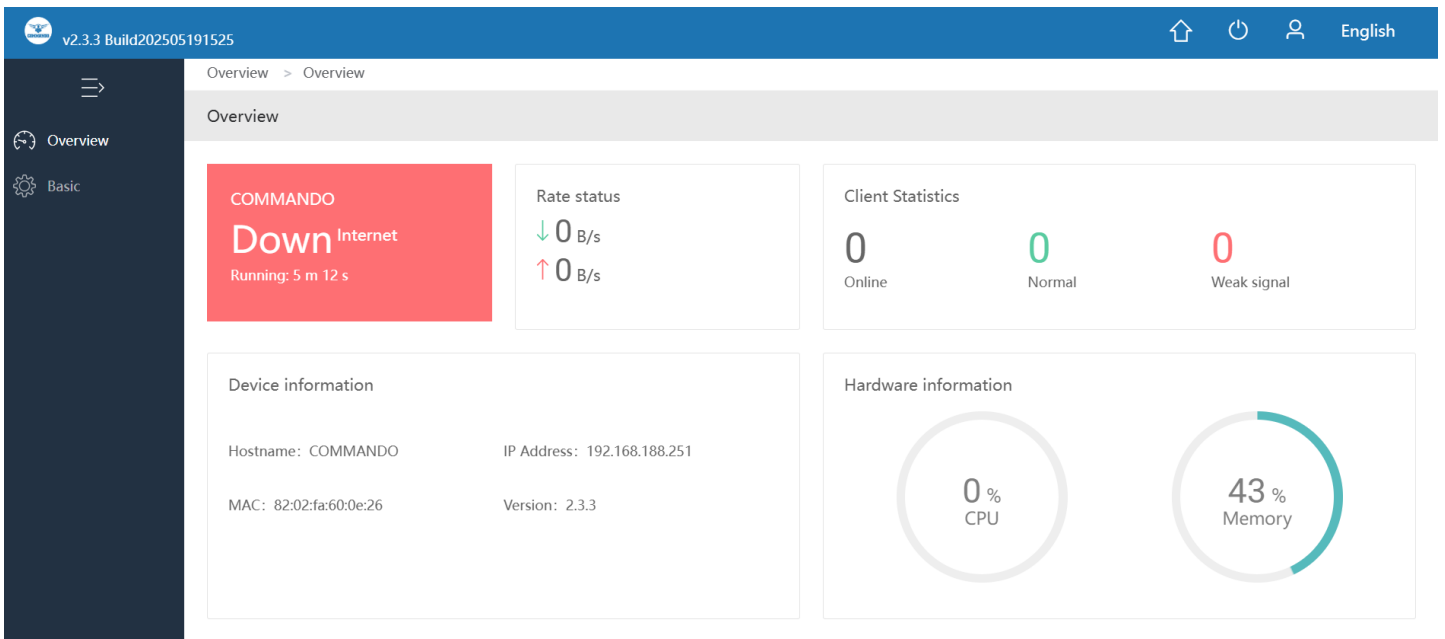 v2.3.3 Build202505191525
English
Overview > Overview
Overview
Overview
Basic
COMMANDO
Down Internet
Running: 5 m 12 s
Rate status
↓ 0 B/s
↑ 0 B/s
Client Statistics
0 0 0
Online Normal Weak signal
Device information
Hostname: COMMANDO IP Address: 192.168.188.251
MAC: 82:02:fa:60:0e:26 Version: 2.3.3
Hardware information
0 % 43 %
CPU Memory